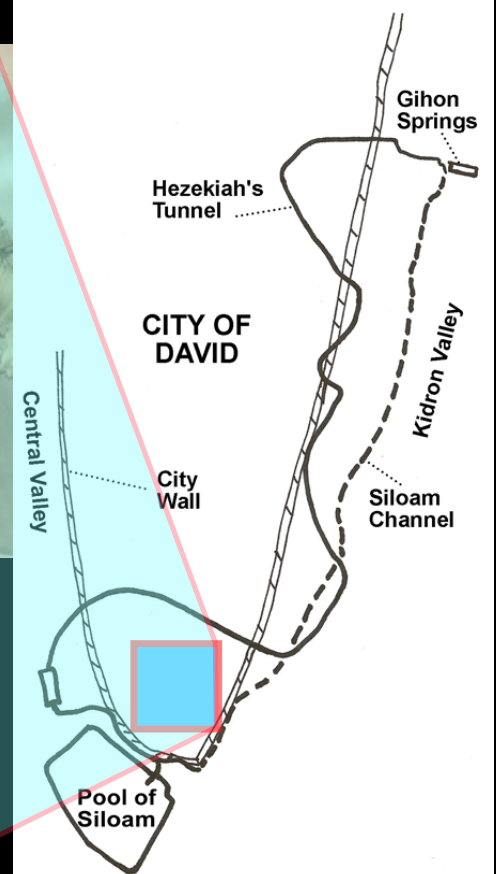 Gihon
Springs
Hezekiah's
Tunnel
CITY OF
DAVID
Kidron Valley
Central Valley
City
Wall
Siloam
Channel
Pool of
Siloam